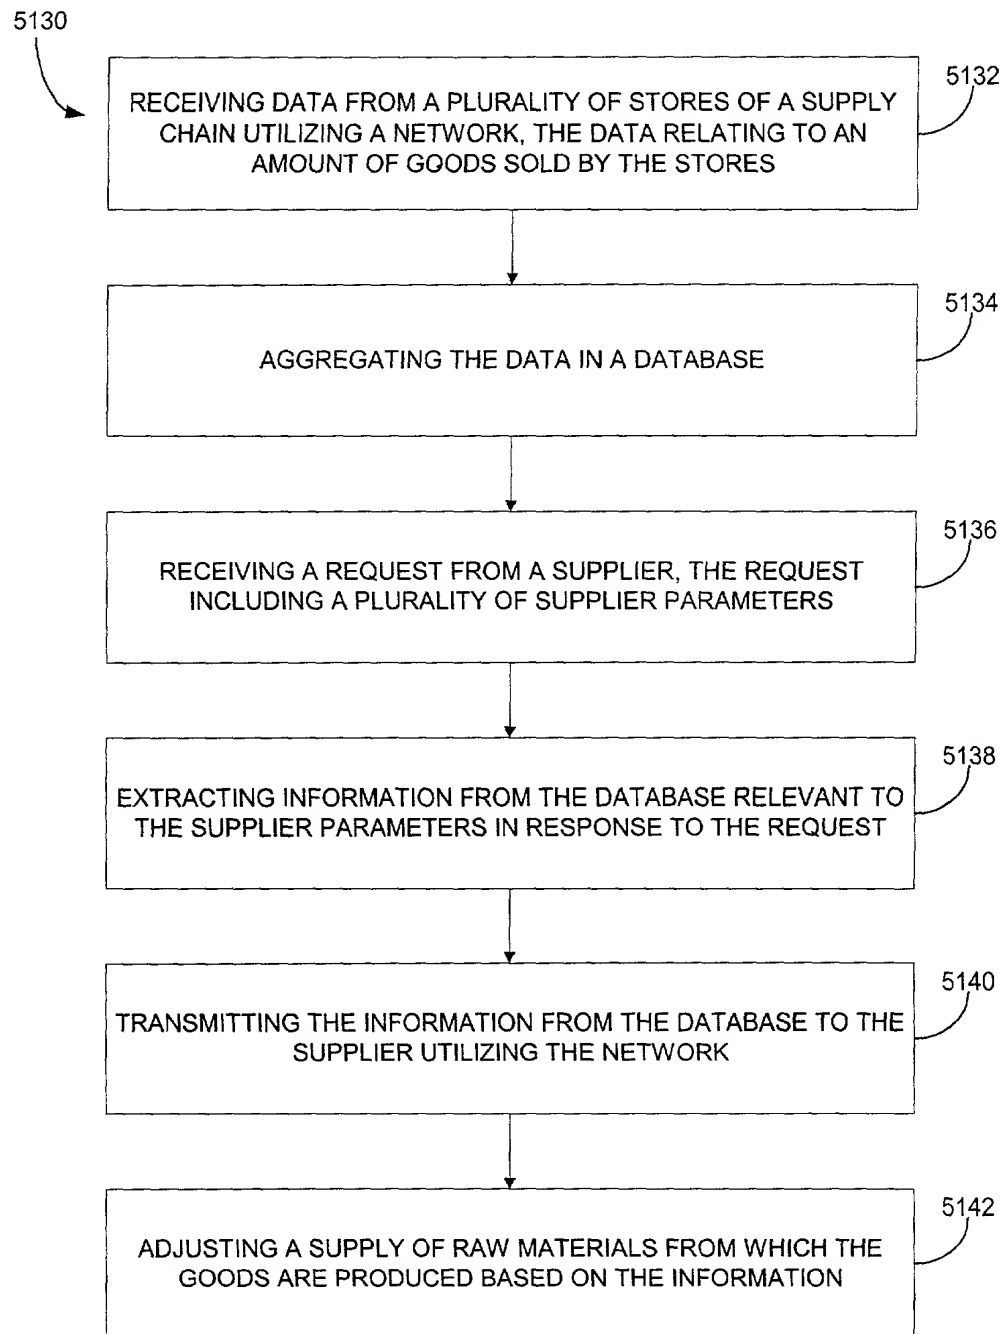 5130
5132
RECEIVING DATA FROM A PLURALITY OF STORES OF A SUPPLY
CHAIN UTILIZING A NETWORK, THE DATA RELATING TO AN
AMOUNT OF GOODS SOLD BY THE STORES
5134
AGGREGATING THE DATA IN A DATABASE
5136
RECEIVING A REQUEST FROM A SUPPLIER, THE REQUEST
INCLUDING A PLURALITY OF SUPPLIER PARAMETERS
5138
EXTRACTING INFORMATION FROM THE DATABASE RELEVANT TO
THE SUPPLIER PARAMETERS IN RESPONSE TO THE REQUEST
5140
TRANSMITTING THE INFORMATION FROM THE DATABASE TO THE
SUPPLIER UTILIZING THE NETWORK
5142
ADJUSTING A SUPPLY OF RAW MATERIALS FROM WHICH THE
GOODS ARE PRODUCED BASED ON THE INFORMATION